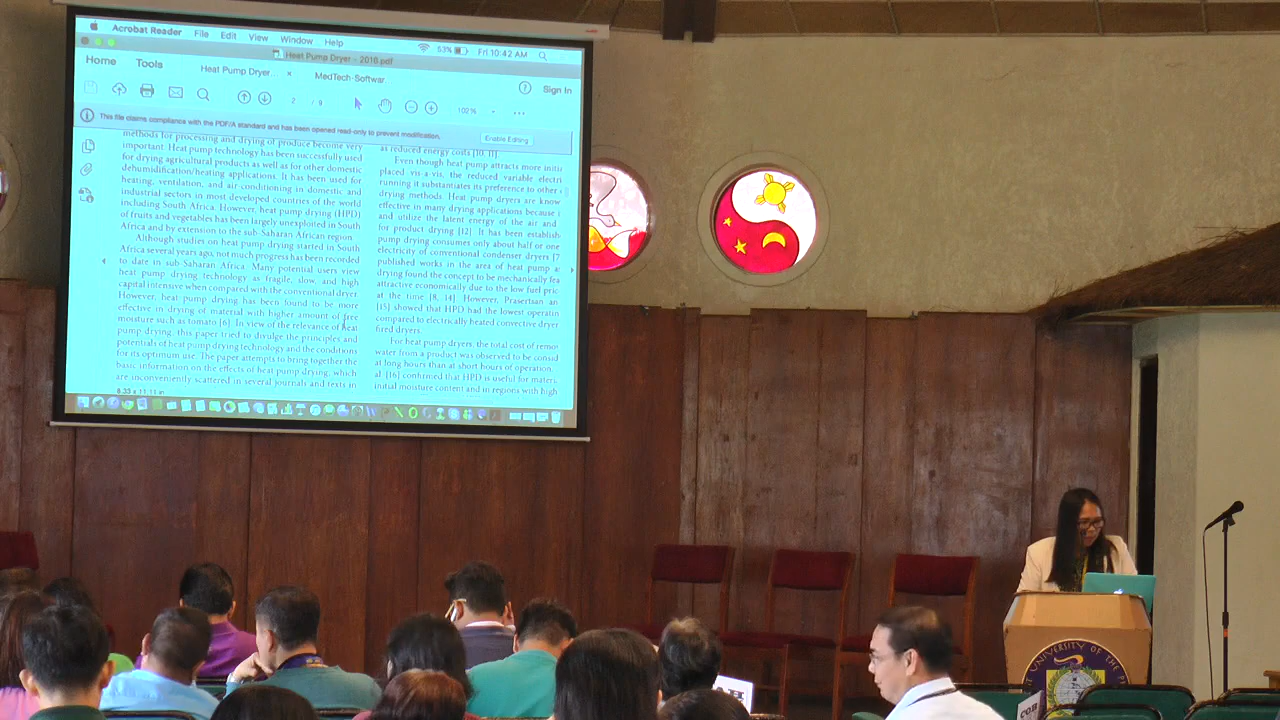 Acrobat Reader File Edit View Window Help 53% Fri 10:42 AM
Heat Pump Dryer - 2016.pdf
Home Tools Heat Pump Dryer... × MedTech-Softwar... Sign In
2 / 9 100%
This file claims compliance with the PDF/A standard and has been opened read-only to prevent modification. Enable Editing
methods for processing and drying of produce become very
important. Heat pump technology has been successfully used
for drying agricultural products as well as for other domestic
dehumidification/heating applications. It has been used for
heating, ventilation, and air-conditioning in domestic and
industrial sectors in most developed countries of the world
including South Africa. However, heat pump drying (HPD)
of fruits and vegetables has been largely unexploited in South
Africa and by extension to the sub-Saharan African region.
Although studies on heat pump drying started in South
Africa several years ago, not much progress has been recorded
to date in sub-Saharan Africa. Many potential users view
heat pump drying technology as fragile, slow, and high
capital intensive when compared with the conventional dryer.
However, heat pump drying has been found to be more
effective in drying of material with higher amount of free
moisture such as tomato [6]. In view of the relevance of heat
pump drying, this paper tried to divulge the principles and
potentials of heat pump drying technology and the conditions
for its optimum use. The paper attempts to bring together the
basic information on the effects of heat pump drying, which
are inconveniently scattered in several journals and texts in
8.33 x 11.11 in
as reduced energy costs [10, 11].
Even though heat pump attracts more initi
placed vis-a-vis, the reduced variable electri
running it substantiates its preference to other
drying methods. Heat pump dryers are know
effective in many drying applications because i
and utilize the latent energy of the air and
for product drying [12]. It has been establish
pump drying consumes only about half or one
electricity of conventional condenser dryers [7
published works in the area of heat pump as
drying found the concept to be mechanically fea
attractive economically due to the low fuel pric
at the time [8, 14]. However, Prasertsan an
[15] showed that HPD had the lowest operatin
compared to electrically heated convective dryer
fired dryers.
For heat pump dryers, the total cost of remov
water from a product was observed to be consid
at long hours than at short hours of operation.
al. [16] confirmed that HPD is useful for materi
initial moisture content and in regions with high
UNIVERSITY OF THE P